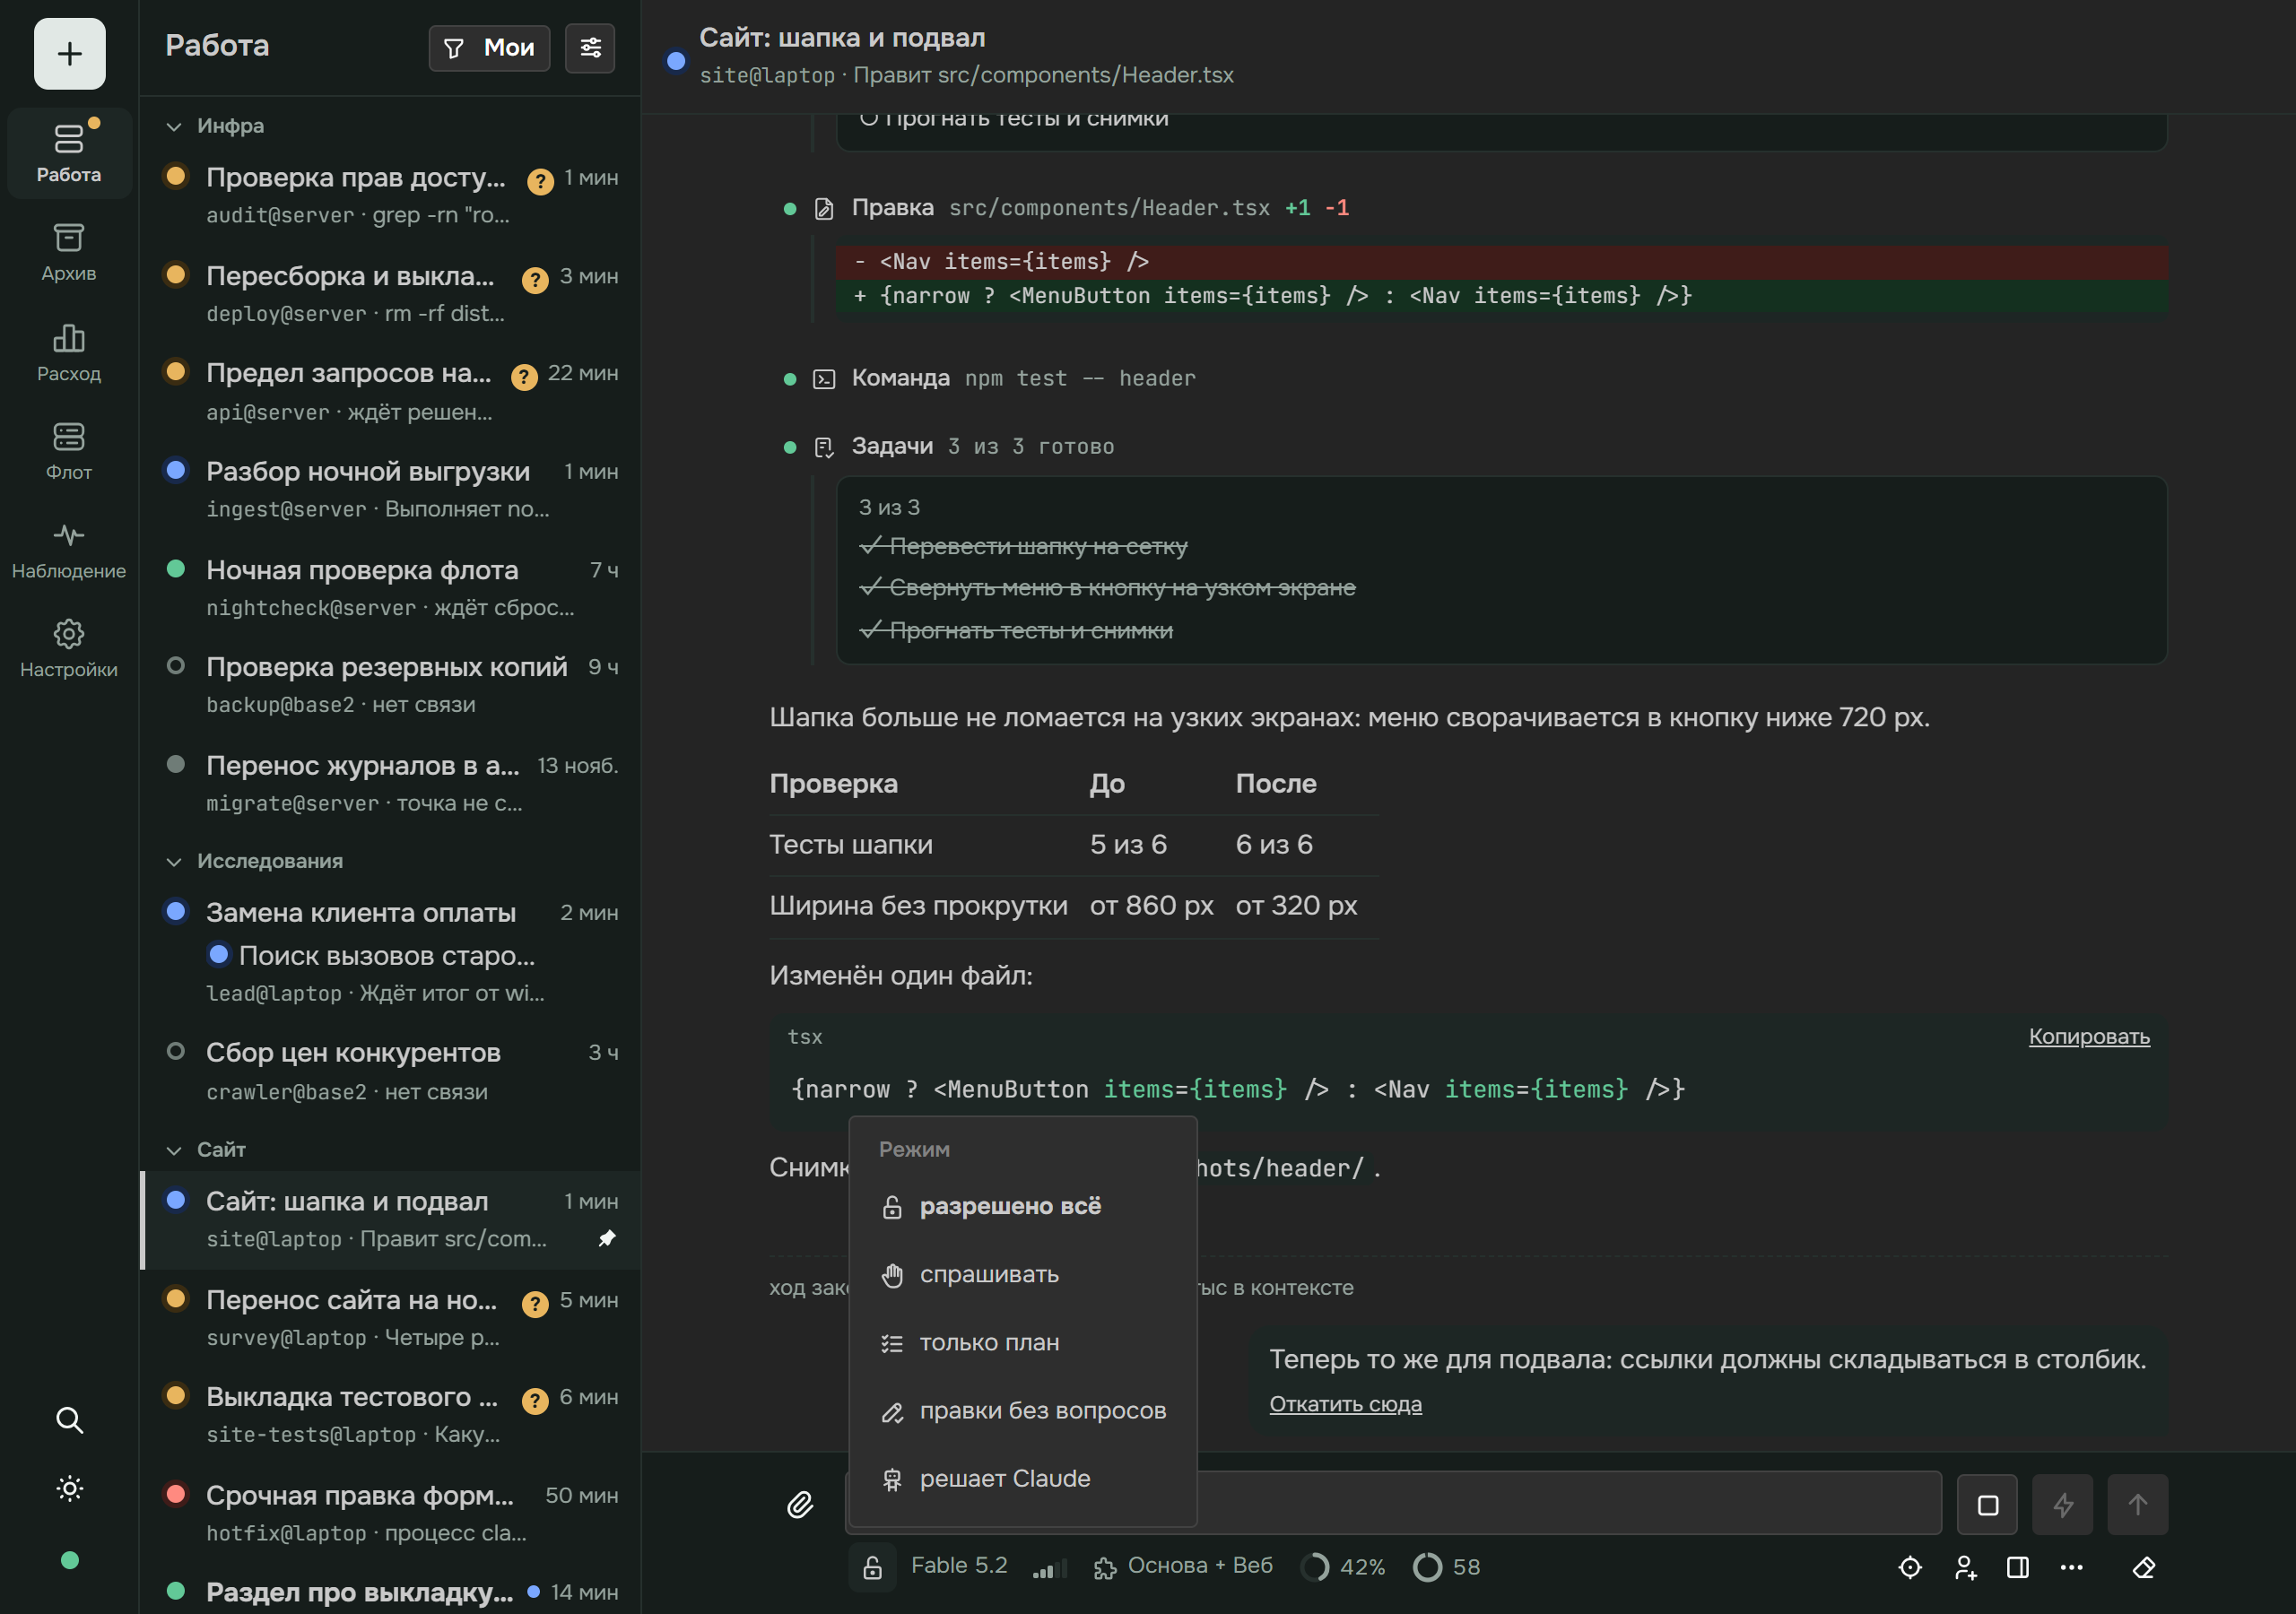 Работа
Архив
Расход
Флот
Наблюдение
Настройки
Работа
Мои
Инфра
Проверка прав досту... ? 1 мин
audit@server · grep -rn "ro...
Пересборка и выкла... ? 3 мин
deploy@server · rm -rf dist...
Предел запросов на... ? 22 мин
api@server · ждёт решен...
Разбор ночной выгрузки 1 мин
ingest@server · Выполняет no...
Ночная проверка флота 7 ч
nightcheck@server · ждёт сброс...
Проверка резервных копий 9 ч
backup@base2 · нет связи
Перенос журналов в а... 13 нояб.
migrate@server · точка не с...
Исследования
Замена клиента оплаты 2 мин
Поиск вызовов старо...
lead@laptop · Ждёт итог от wi...
Сбор цен конкурентов 3 ч
crawler@base2 · нет связи
Сайт
Сайт: шапка и подвал 1 мин
site@laptop · Правит src/com...
Перенос сайта на но... ? 5 мин
survey@laptop · Четыре р...
Выкладка тестового ... ? 6 мин
site-tests@laptop · Каку...
Срочная правка форм... 50 мин
hotfix@laptop · процесс cla...
Раздел про выкладку... 14 мин
Сайт: шапка и подвал
site@laptop · Правит src/components/Header.tsx
Прогнать тесты и снимки
Правка src/components/Header.tsx +1 -1
- <Nav items={items} />
+ {narrow ? <MenuButton items={items} /> : <Nav items={items} />}
Команда npm test -- header
Задачи 3 из 3 готово
3 из 3
✓ Перевести шапку на сетку
✓ Свернуть меню в кнопку на узком экране
✓ Прогнать тесты и снимки
Шапка больше не ломается на узких экранах: меню сворачивается в кнопку ниже 720 px.
Проверка До После
Тесты шапки 5 из 6 6 из 6
Ширина без прокрутки от 860 px от 320 px
Изменён один файл:
tsx
Копировать
{narrow ? <MenuButton items={items} /> : <Nav items={items} />}
hots/header/ .
в контексте
Режим
разрешено всё
спрашивать
только план
правки без вопросов
решает Claude
Теперь то же для подвала: ссылки должны складываться в столбик.
Откатить сюда
Fable 5.2
Основа + Веб
42%
58